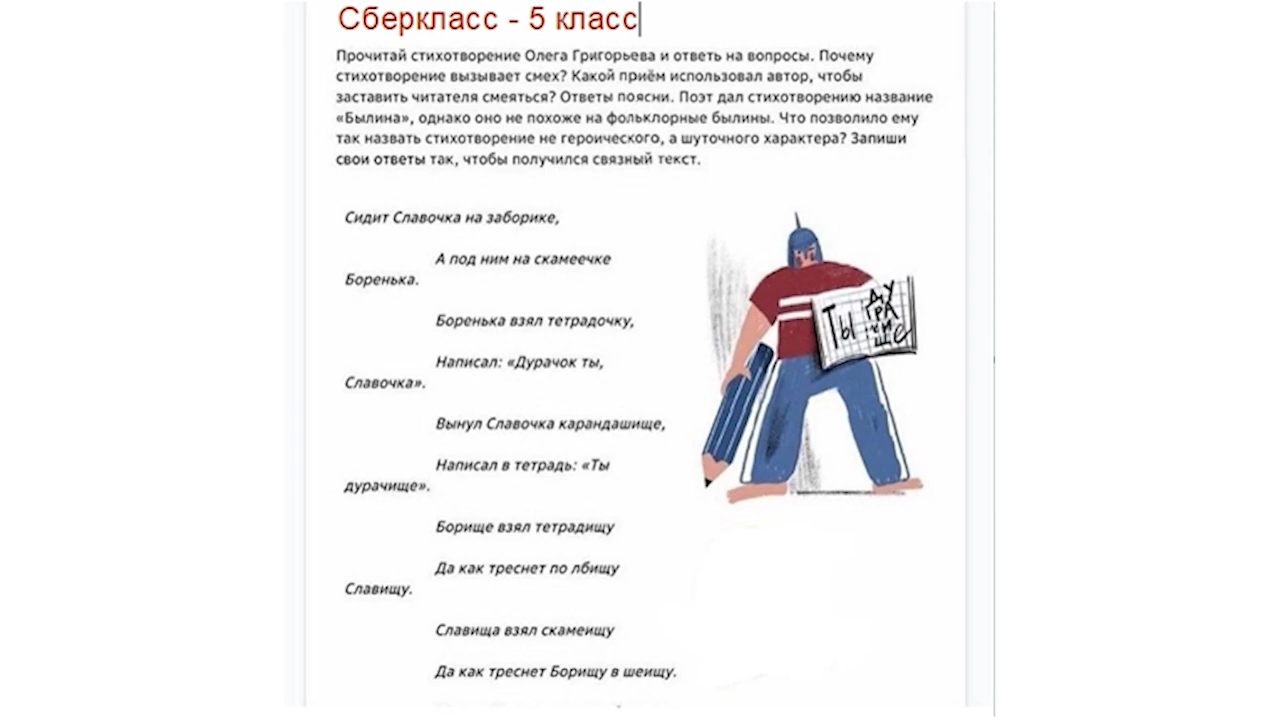 Сберкласс - 5 класс
Прочитай стихотворение Олега Григорьева и ответь на вопросы. Почему
стихотворение вызывает смех? Какой приём использовал автор, чтобы
заставить читателя смеяться? Ответы поясни. Поэт дал стихотворению название
«Былина», однако оно не похоже на фольклорные былины. Что позволило ему
так назвать стихотворение не героического, а шуточного характера? Запиши
свои ответы так, чтобы получился связный текст.
Сидит Славочка на заборике,
А под ним на скамеечке
Боренька.
Боренька взял тетрадочку,
Написал: «Дурачок ты,
Славочка».
Вынул Славочка карандашище,
Написал в тетрадь: «Ты
дурачище».
Борище взял тетрадищу
Да как треснет по лбищу
Славищу.
Славища взял скамеищу
Да как треснет Борищу в шеищу.
ТЫ
ДУ
РА
ЧИ
ЩЕ